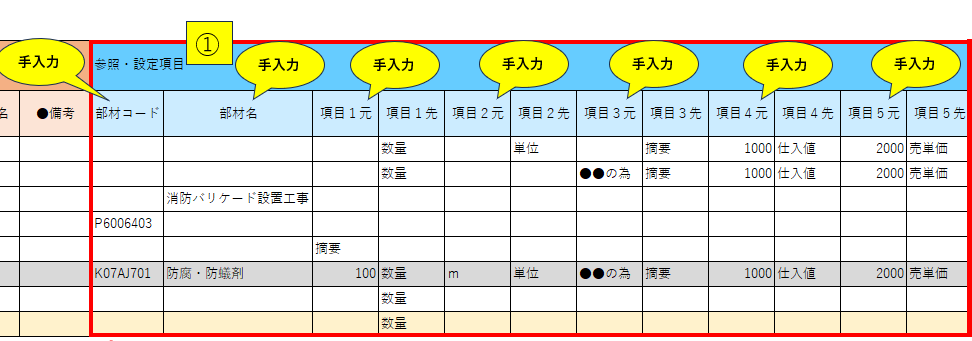 ①
手入力 参照・設定項目 手入力 手入力 手入力 手入力 手入力 手入力
名 ●備考 部材コード 部材名 項目１元 項目１先 項目２元 項目２先 項目３元 項目３先 項目４元 項目４先 項目５元 項目５先
数量 単位 摘要 1000 仕入値 2000 売単価
数量 ●●の為 摘要 1000 仕入値 2000 売単価
消防バリケード設置工事
P6006403
摘要
K07AJ701 防腐・防蟻剤 100 数量 m 単位 ●●の為 摘要 1000 仕入値 2000 売単価
数量
数量